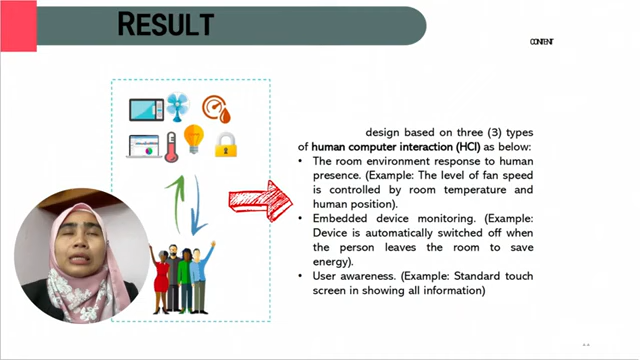 RESULT
CONTENT
design based on three (3) types
of human computer interaction (HCI) as below:
• The room environment response to human
presence. (Example: The level of fan speed
is controlled by room temperature and
human position).
• Embedded device monitoring. (Example:
Device is automatically switched off when
the person leaves the room to save
energy).
• User awareness. (Example: Standard touch
screen in showing all information)